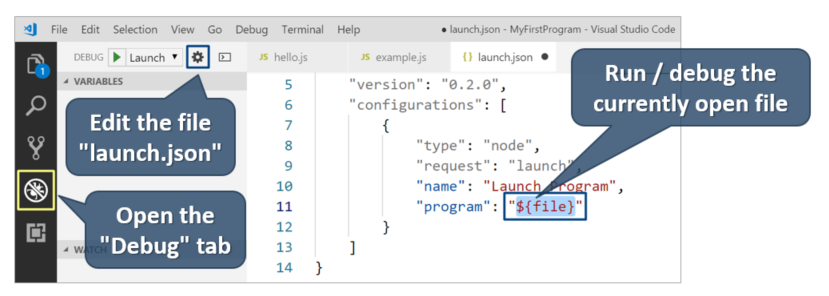 File Edit Selection View Go Debug Terminal Help ● launch.json - MyFirstProgram - Visual Studio Code
DEBUG Launch JS hello.js JS example.js {} launch.json ●
1
VARIABLES
Edit the file
"launch.json"
Open the
"Debug" tab
Run / debug the
currently open file
5 "version": "0.2.0",
6 "configurations": [
7 {
8 "type": "node",
9 "request": "launch",
10 "name": "Launch Program",
11 "program": "${file}"
12 }
13 ]
14 }